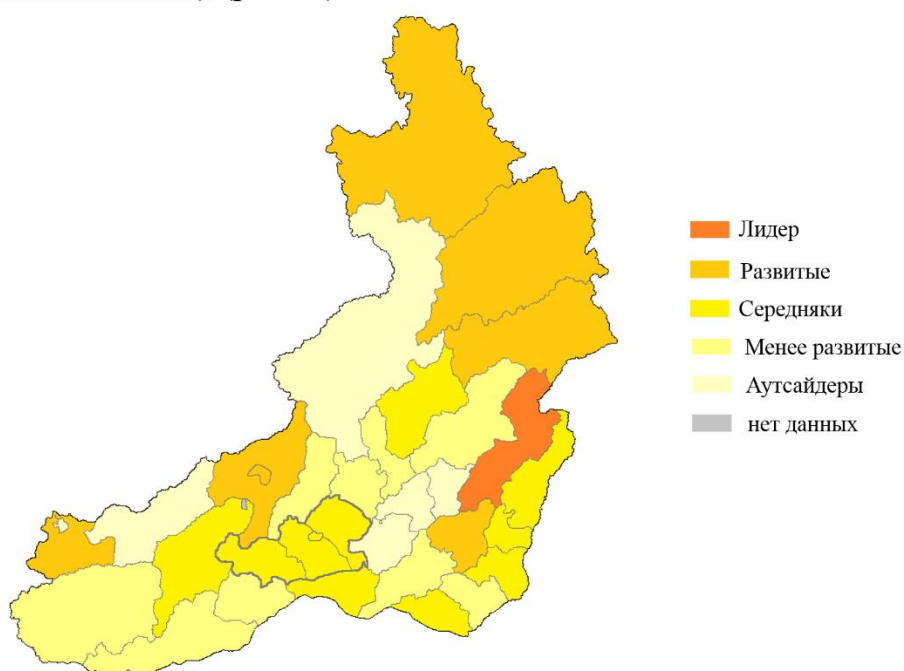 Лидер
Развитые
Середняки
Менее развитые
Аутсайдеры
нет данных